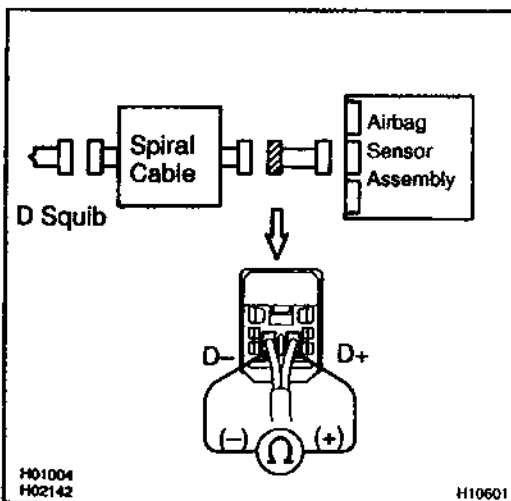 Spiral
Cable
Airbag
Sensor
Assembly
D Squib
D−
D+
(−)
Ω
(+)
H01004
H02142
H10601